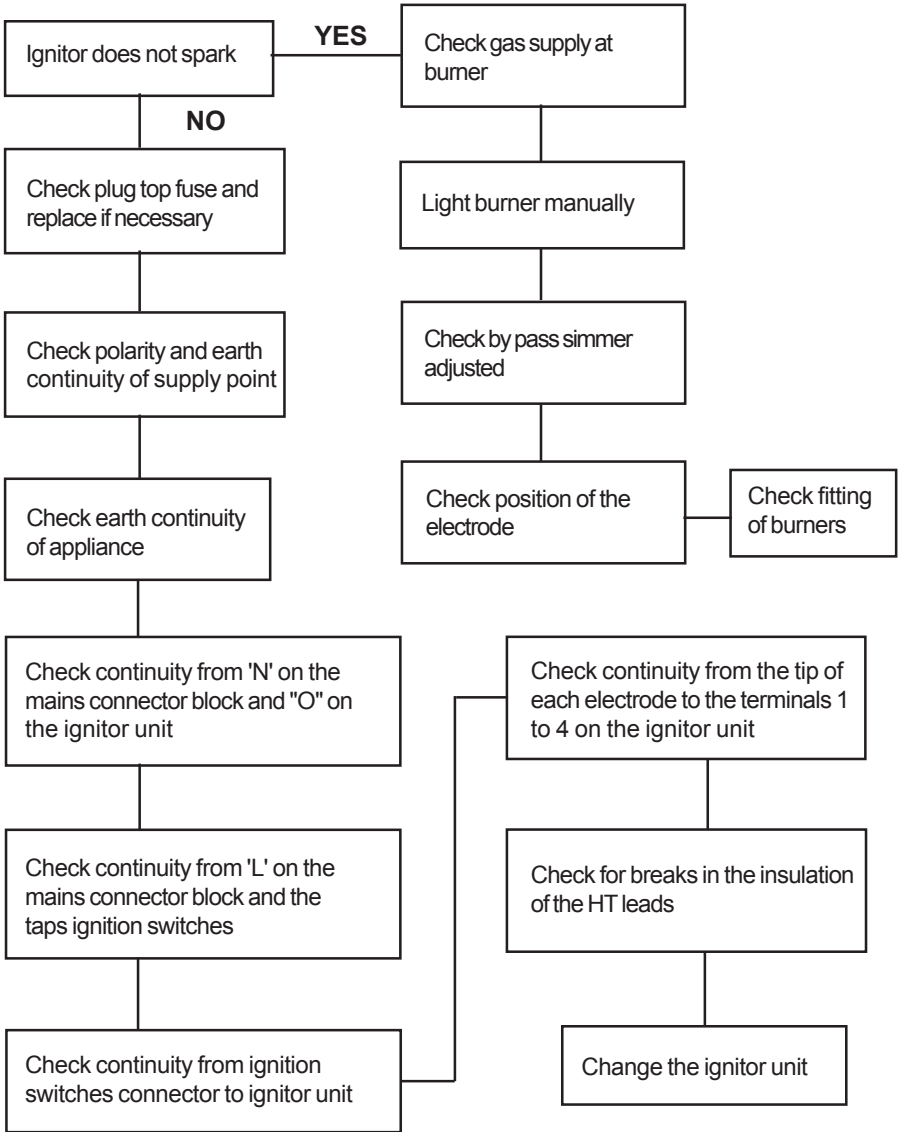 Ignitor does not spark
YES
Check gas supply at
burner
NO
Check plug top fuse and
replace if necessary
Light burner manually
Check polarity and earth
continuity of supply point
Check by pass simmer
adjusted
Check earth continuity
of appliance
Check position of the
electrode
Check fitting
of burners
Check continuity from 'N' on the
mains connector block and "O" on
the ignitor unit
Check continuity from 'L' on the
mains connector block and the
taps ignition switches
Check continuity from ignition
switches connector to ignitor unit
Check continuity from the tip of
each electrode to the terminals 1
to 4 on the ignitor unit
Check for breaks in the insulation
of the HT leads
Change the ignitor unit